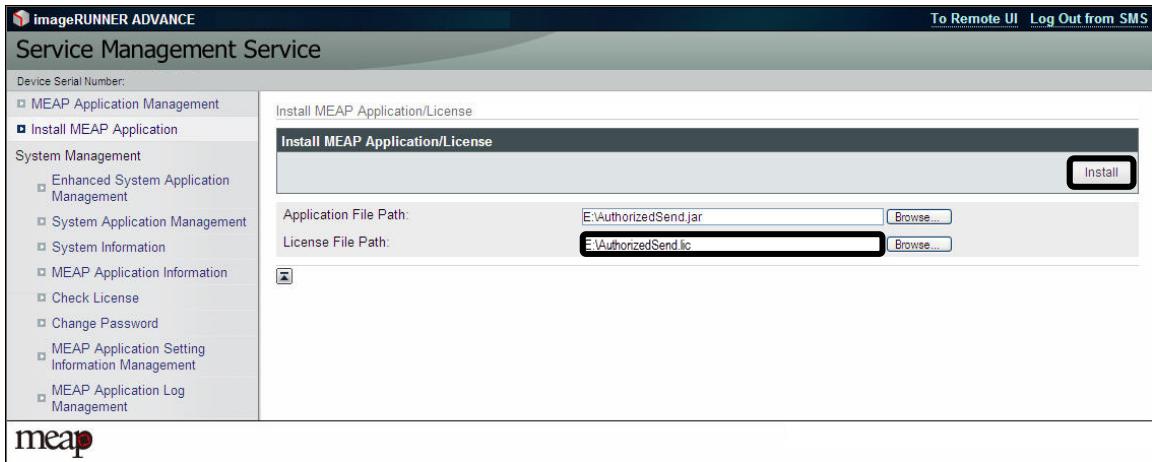 imageRUNNER ADVANCE
To Remote UI Log Out from SMS
Service Management Service
Device Serial Number:
MEAP Application Management
Install MEAP Application
System Management
Enhanced System Application
Management
System Application Management
System Information
MEAP Application Information
Check License
Change Password
MEAP Application Setting
Information Management
MEAP Application Log
Management
Install MEAP Application/License
Install MEAP Application/License
Install
Application File Path: E:\AuthorizedSend.jar Browse...
License File Path: E:\AuthorizedSend.lic Browse...
meap